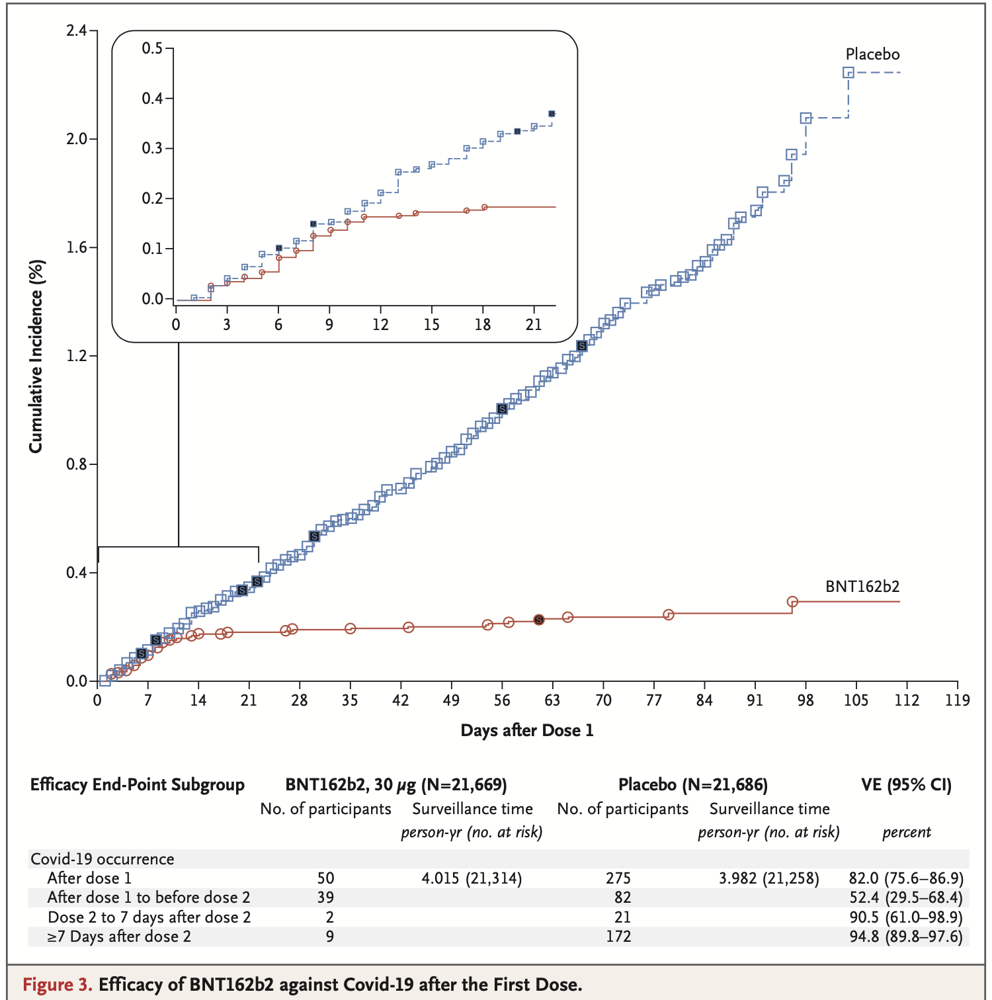 2.4
2.0
1.6
1.2
0.8
0.4
0.0
Cumulative Incidence (%)
0.5
0.4
0.3
0.2
0.1
0.0
0 3 6 9 12 15 18 21
Placebo
BNT162b2
S S S S S S S S
0 7 14 21 28 35 42 49 56 63 70 77 84 91 98 105 112 119
Days after Dose 1
Efficacy End-Point Subgroup BNT162b2, 30 μg (N=21,669) Placebo (N=21,686) VE (95% CI)
No. of participants Surveillance time No. of participants Surveillance time
person-yr (no. at risk) person-yr (no. at risk) percent
Covid-19 occurrence
After dose 1 50 4.015 (21,314) 275 3.982 (21,258) 82.0 (75.6–86.9)
After dose 1 to before dose 2 39 82 52.4 (29.5–68.4)
Dose 2 to 7 days after dose 2 2 21 90.5 (61.0–98.9)
≥7 Days after dose 2 9 172 94.8 (89.8–97.6)
Figure 3. Efficacy of BNT162b2 against Covid-19 after the First Dose.